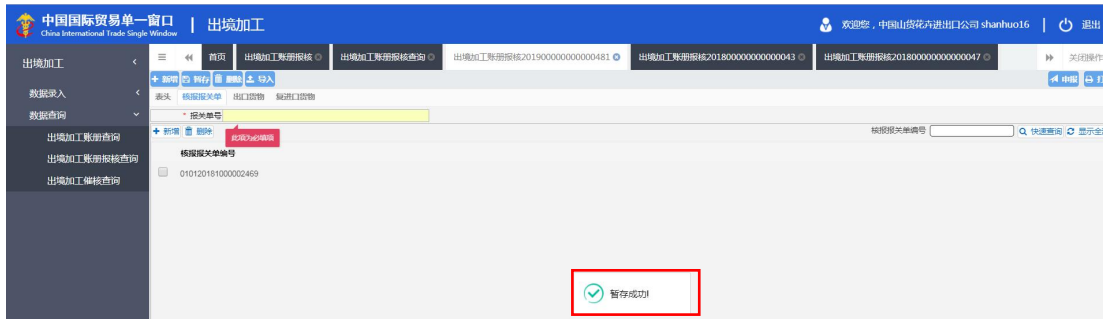 中国国际贸易单一窗口 | 出境加工
China International Trade Single Window
欢迎您，中国山货花卉进出口公司 shanhuo16 | 退出
出境加工
数据录入
数据查询
出境加工账册查询
出境加工账册报核查询
出境加工催核查询
首页 出境加工账册报核 出境加工账册报核查询 出境加工账册报核201900000000000481 出境加工账册报核201800000000000043 出境加工账册报核201800000000000047 关闭操作
新增 暂存 删除 导入 申报
表头 核报报关单 出口货物 复进口货物
* 报关单号
此项为必填项
新增 删除 核报报关单编号 快速查询 显示全
核报报关单编号
010120181000002469
暂存成功!